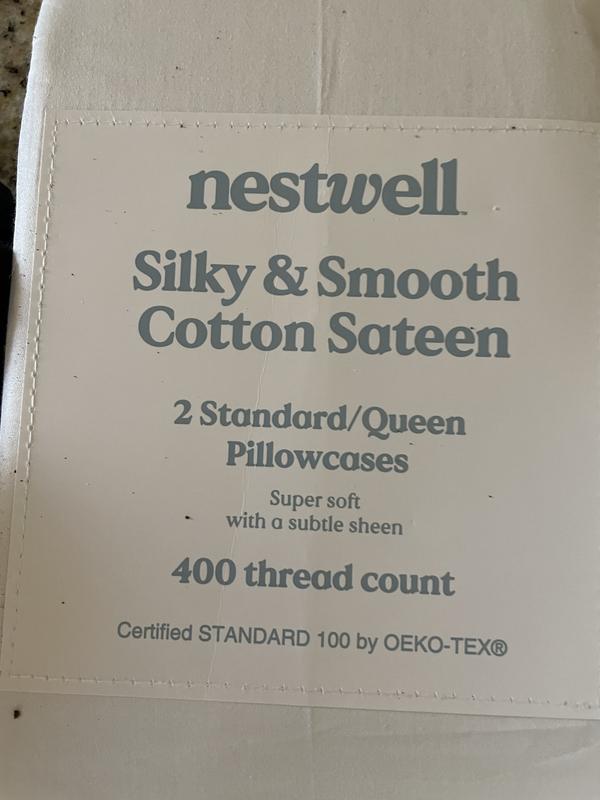 nestwell
Silky & Smooth
Cotton Sateen
2 Standard/Queen
Pillowcases
Super soft
with a subtle sheen
400 thread count
Certified STANDARD 100 by OEKO-TEX®